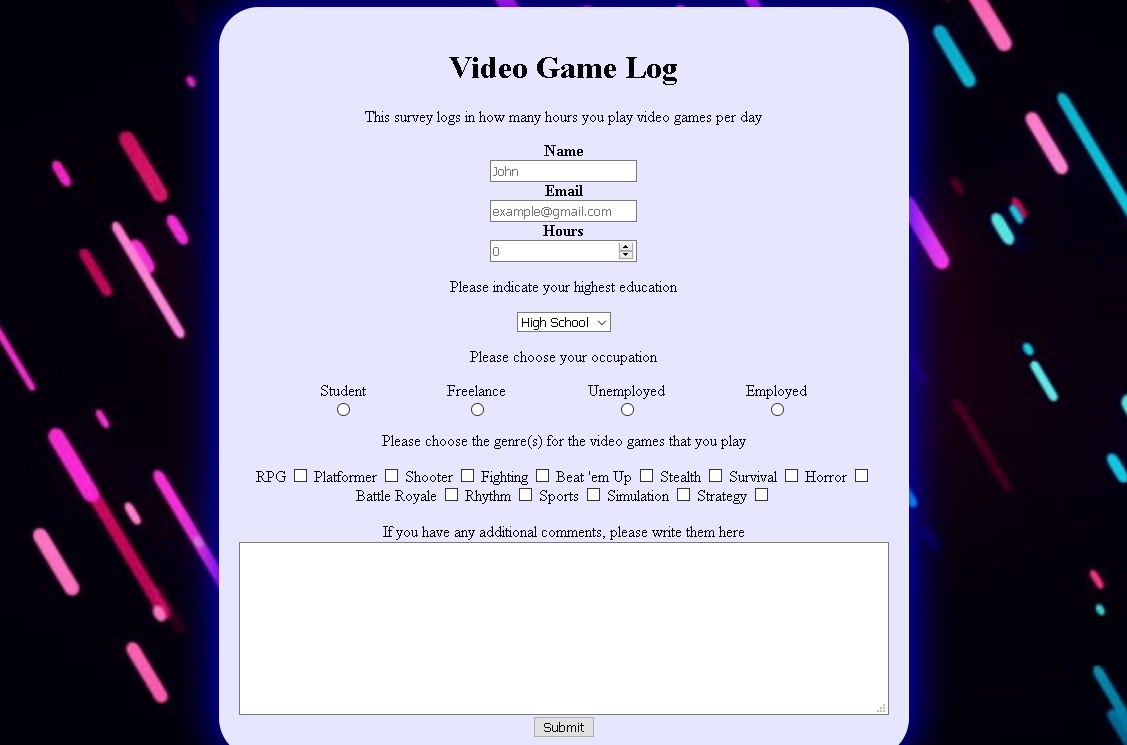 Video Game Log
This survey logs in how many hours you play video games per day
Name
John
Email
example@gmail.com
Hours
0
Please indicate your highest education
High School
Please choose your occupation
Student Freelance Unemployed Employed
Please choose the genre(s) for the video games that you play
RPG Platformer Shooter Fighting Beat 'em Up Stealth Survival Horror
Battle Royale Rhythm Sports Simulation Strategy
If you have any additional comments, please write them here
Submit